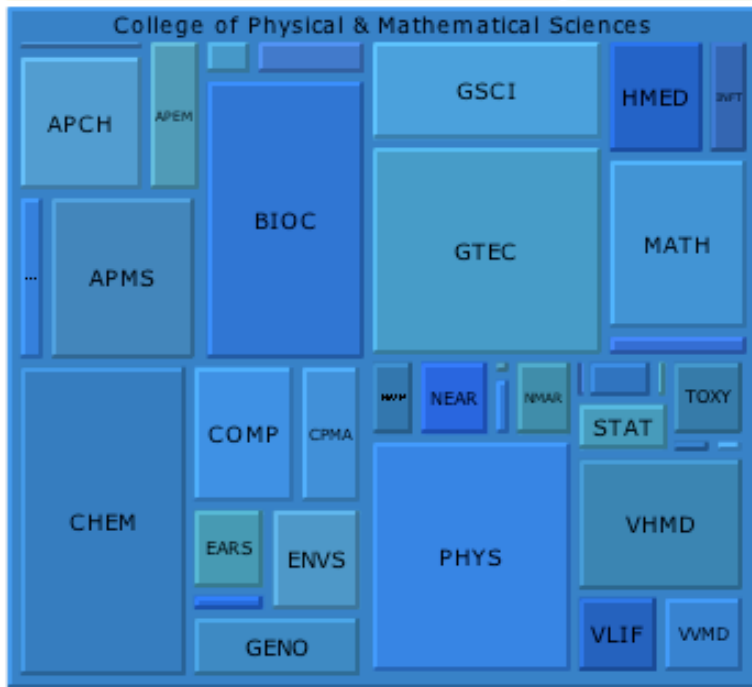 College of Physical & Mathematical Sciences
APCH
APEM
BIOC
GSCI
HMED
INFT
GTEC
MATH
...
APMS
CHEM
COMP
CPMA
NEAR
NMAR
TOXY
STAT
EARS
ENVS
PHYS
VHMD
GENO
VLIF
VVMD